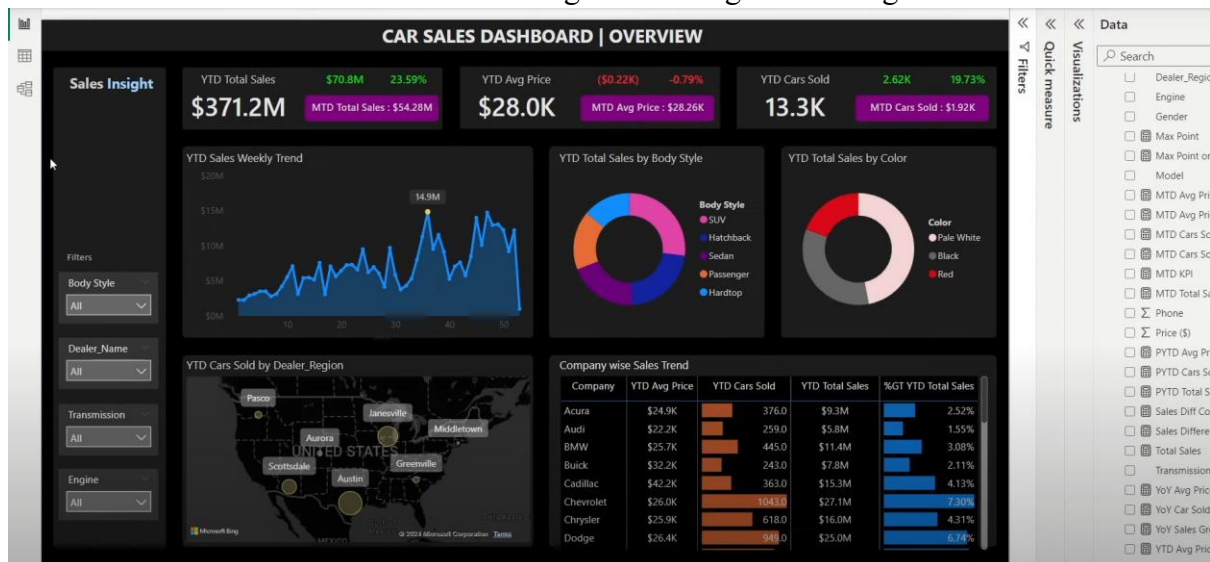 CAR SALES DASHBOARD | OVERVIEW
Sales Insight
YTD Total Sales $70.8M 23.59%
$371.2M MTD Total Sales : $54.28M
YTD Avg Price ($0.22K) -0.79%
$28.0K MTD Avg Price : $28.26K
YTD Cars Sold 2.62K 19.73%
13.3K MTD Cars Sold : $1.92K
Filters
Body Style
All
Dealer_Name
All
Transmission
All
Engine
All
YTD Sales Weekly Trend
$20M
$15M
$10M
$5M
$0M
14.9M
10 20 30 40 50
YTD Total Sales by Body Style
Body Style
SUV
Hatchback
Sedan
Passenger
Hardtop
YTD Total Sales by Color
Color
Pale White
Black
Red
YTD Cars Sold by Dealer_Region
Pasco
Janesville
Middletown
Aurora
UNITED STATES
Scottsdale
Greenville
Austin
MEXICO
Microsoft Bing
© 2024 Microsoft Corporation Terms
Company wise Sales Trend
Company YTD Avg Price YTD Cars Sold YTD Total Sales %GT YTD Total Sales
Acura $24.9K 376.0 $9.3M 2.52%
Audi $22.2K 259.0 $5.8M 1.55%
BMW $25.7K 445.0 $11.4M 3.08%
Buick $32.2K 243.0 $7.8M 2.11%
Cadillac $42.2K 363.0 $15.3M 4.13%
Chevrolet $26.0K 1043.0 $27.1M 7.30%
Chrysler $25.9K 618.0 $16.0M 4.31%
Dodge $26.4K 949.0 $25.0M 6.74%
Filters
Quick measure
Visualizations
Data
Search
Dealer_Regio
Engine
Gender
Max Point
Max Point or
Model
MTD Avg Pri
MTD Avg Pri
MTD Cars Sc
MTD Cars Sc
MTD KPI
MTD Total Sa
Phone
Price ($)
PYTD Avg Pr
PYTD Cars Se
PYTD Total S
Sales Diff Co
Sales Differe
Total Sales
Transmission
YoY Avg Price
YoY Car Sold
YoY Sales Gr
YTD Avg Pric